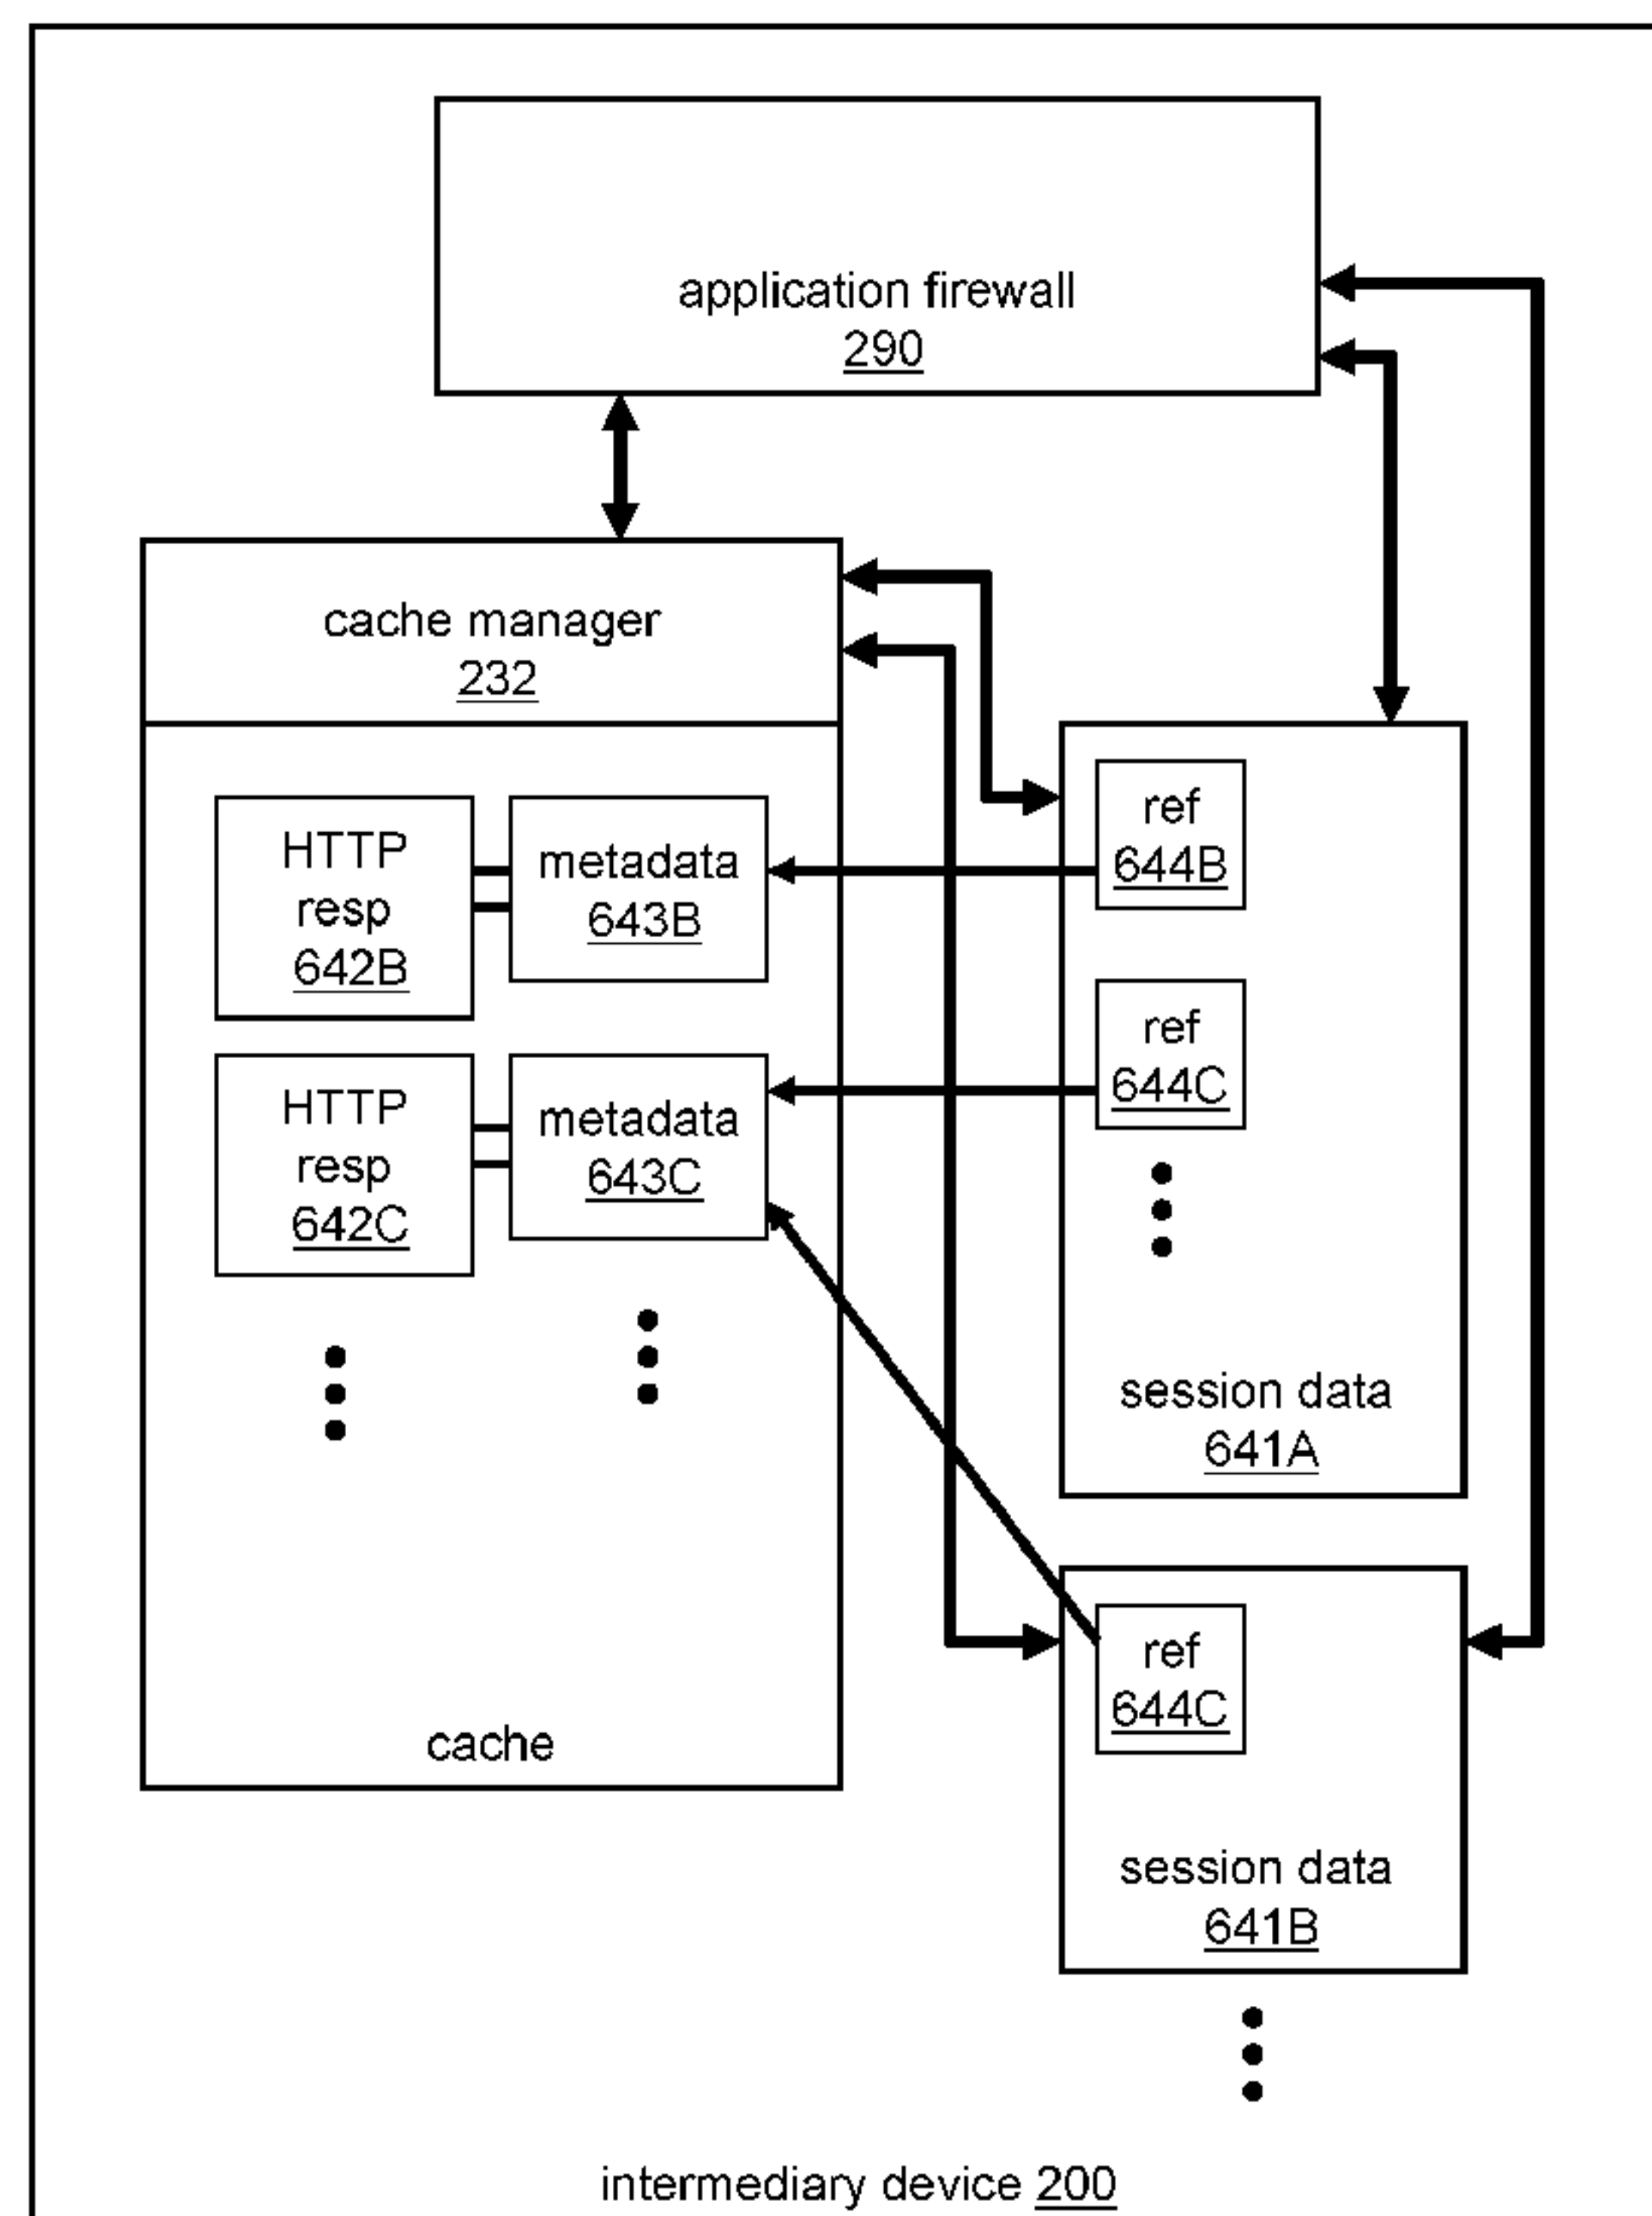 application firewall
290
cache manager
232
HTTP
resp
642B
metadata
643B
ref
644B
HTTP
resp
642C
metadata
643C
ref
644C
session data
641A
cache
ref
644C
session data
641B
intermediary device 200